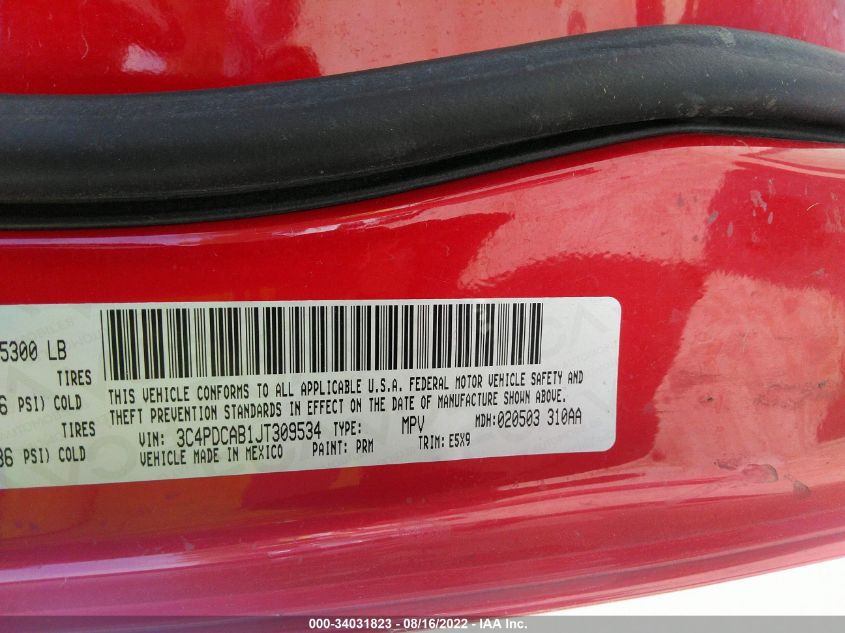 5300 LB
TIRES
6 PSI) COLD
TIRES
36 PSI) COLD
THIS VEHICLE CONFORMS TO ALL APPLICABLE U.S.A. FEDERAL MOTOR VEHICLE SAFETY AND
THEFT PREVENTION STANDARDS IN EFFECT ON THE DATE OF MANUFACTURE SHOWN ABOVE.
VIN: 3C4PDCAB1JT309534 TYPE: MPV MDH:020503 310AA
VEHICLE MADE IN MEXICO PAINT: PRM TRIM: E5X9
000-34031823 - 08/16/2022 - IAA Inc.